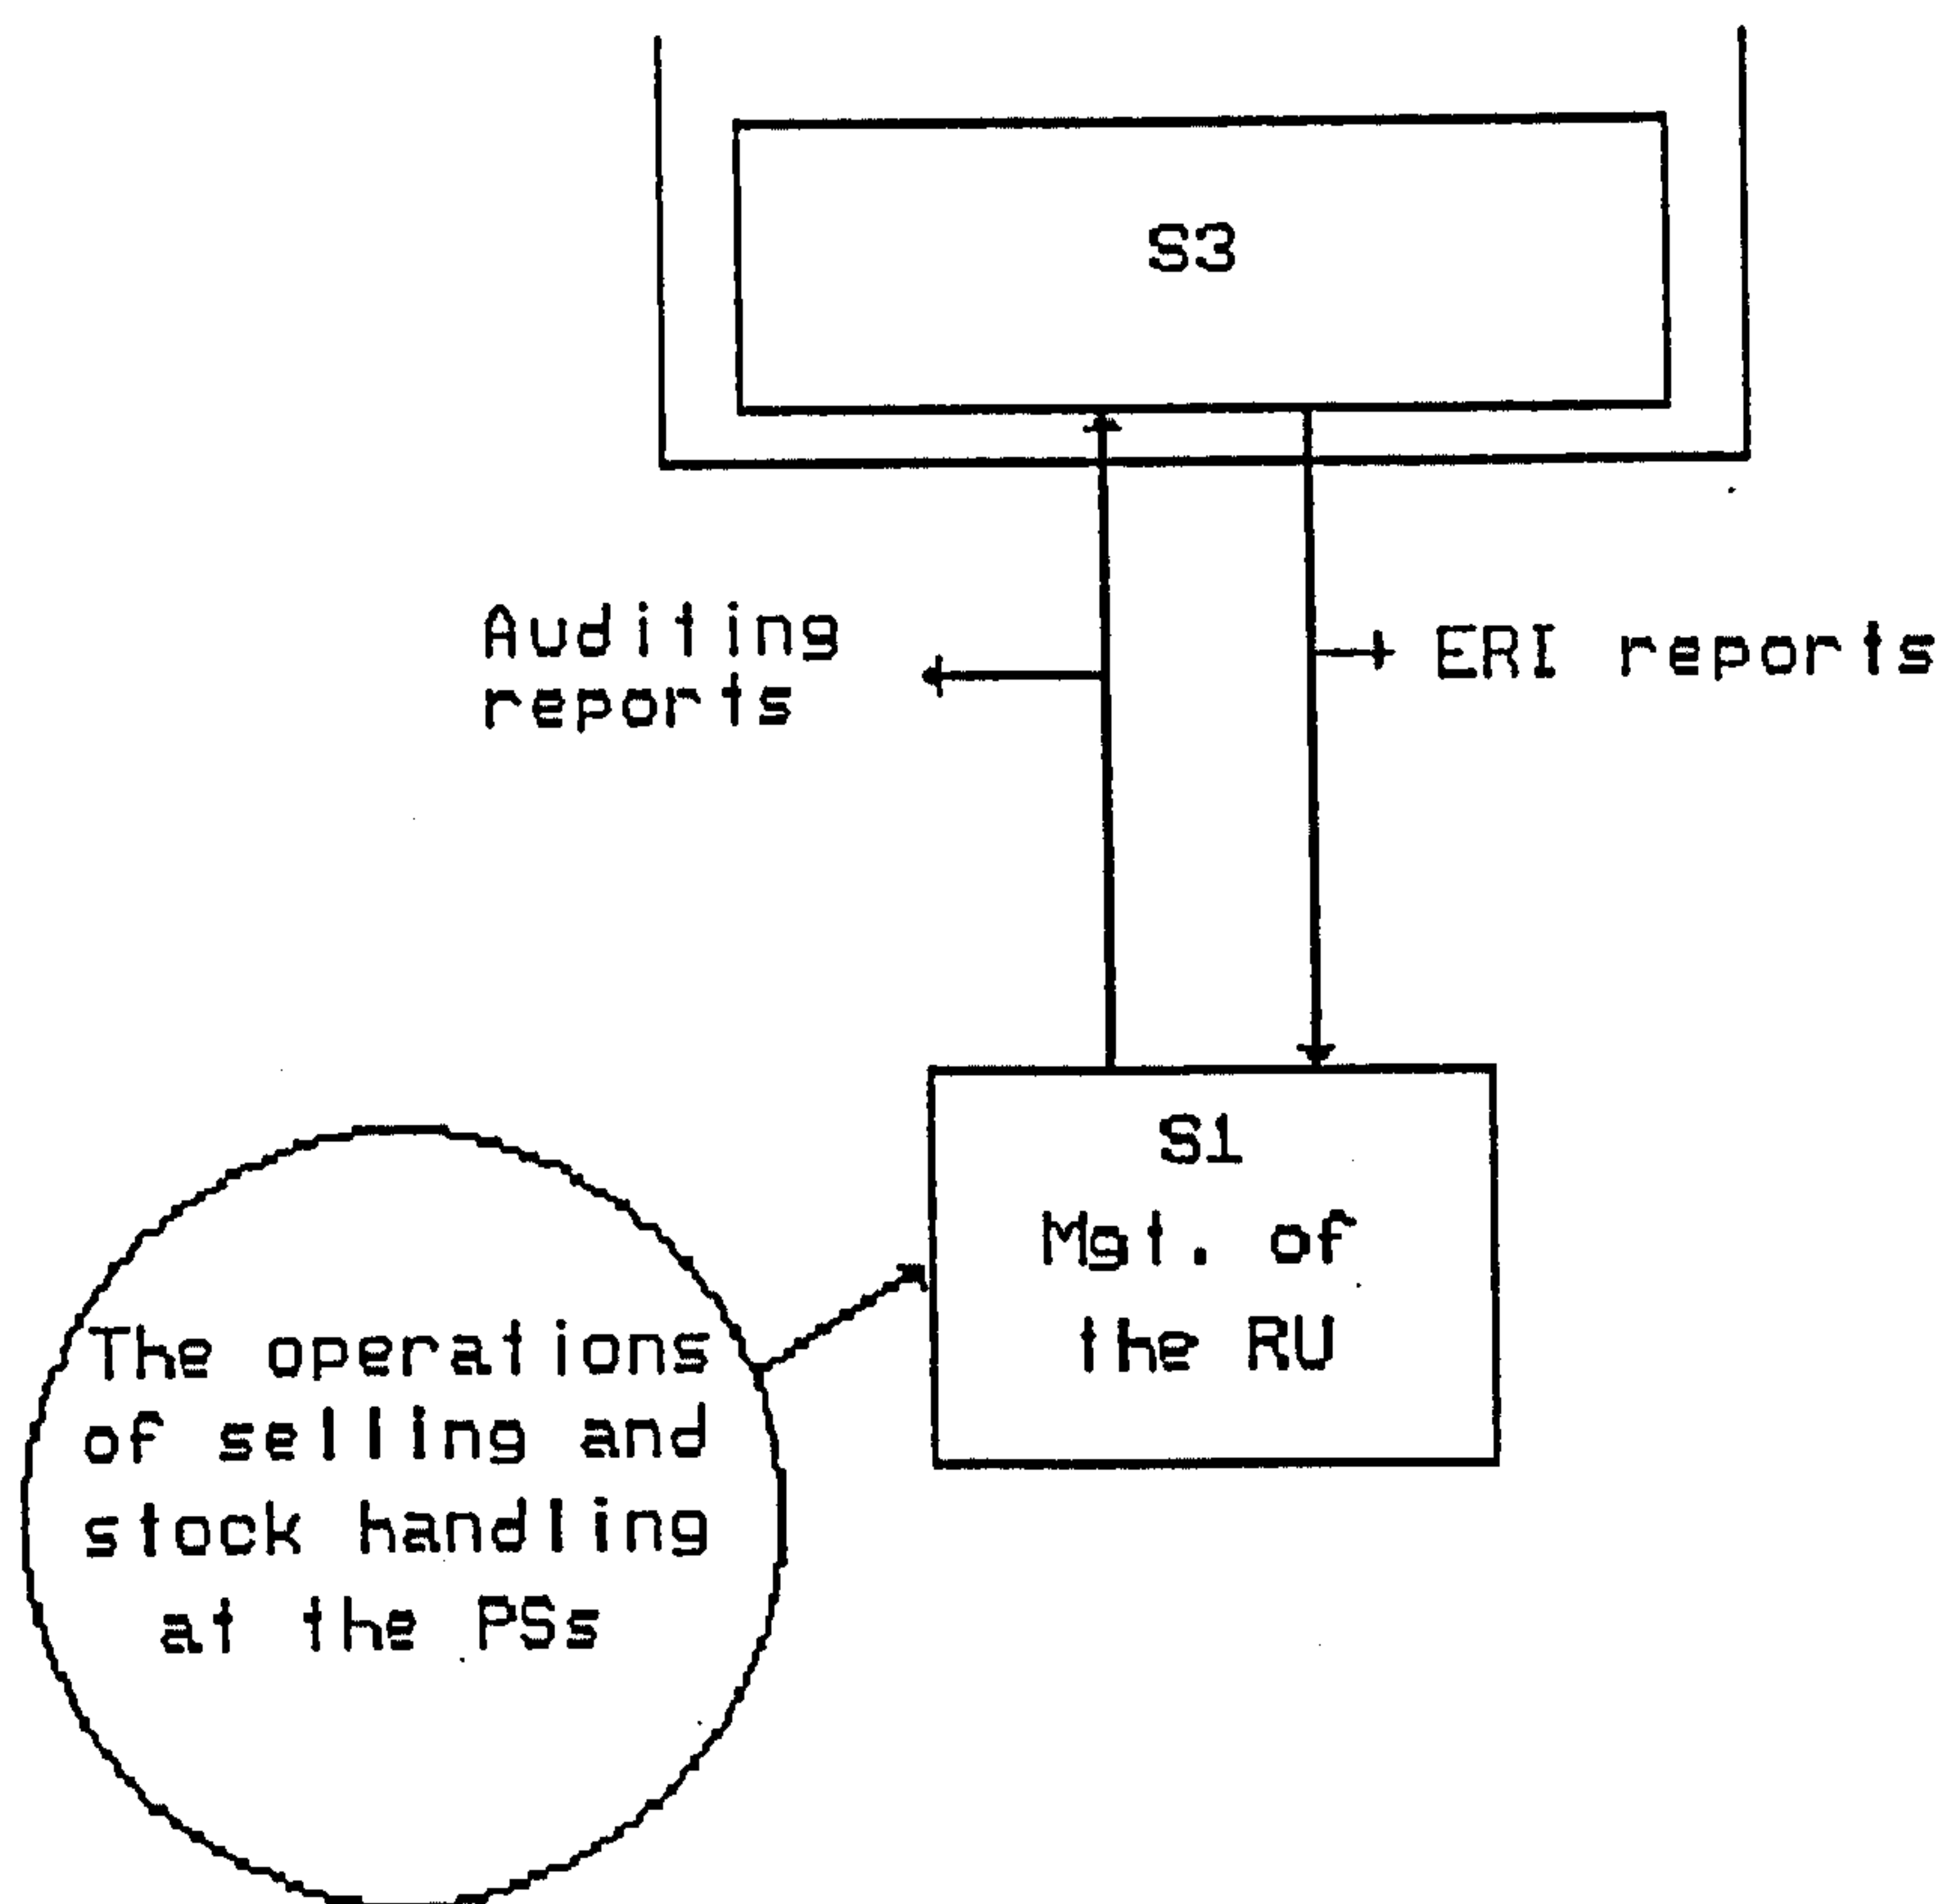 S3
Auditing
reports
ERI reports
S1
Mgt. of
the RU
The operations
of selling and
stock handling
at the PSs